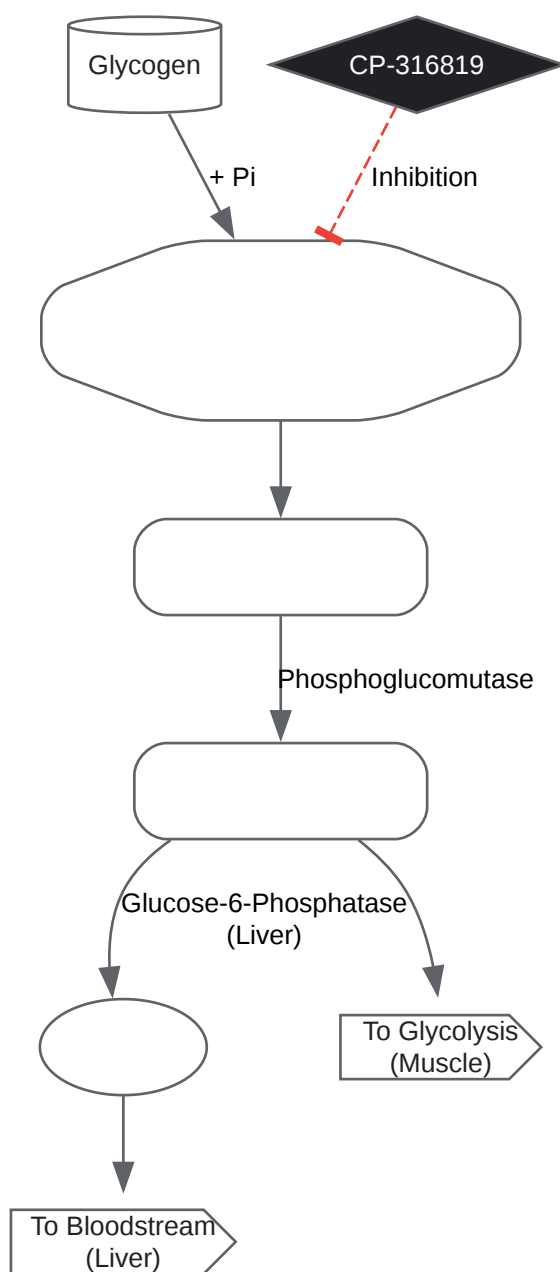 Glycogen
CP-316819
+ Pi
Inhibition
Phosphoglucomutase
Glucose-6-Phosphatase
(Liver)
To Glycolysis
(Muscle)
To Bloodstream
(Liver)